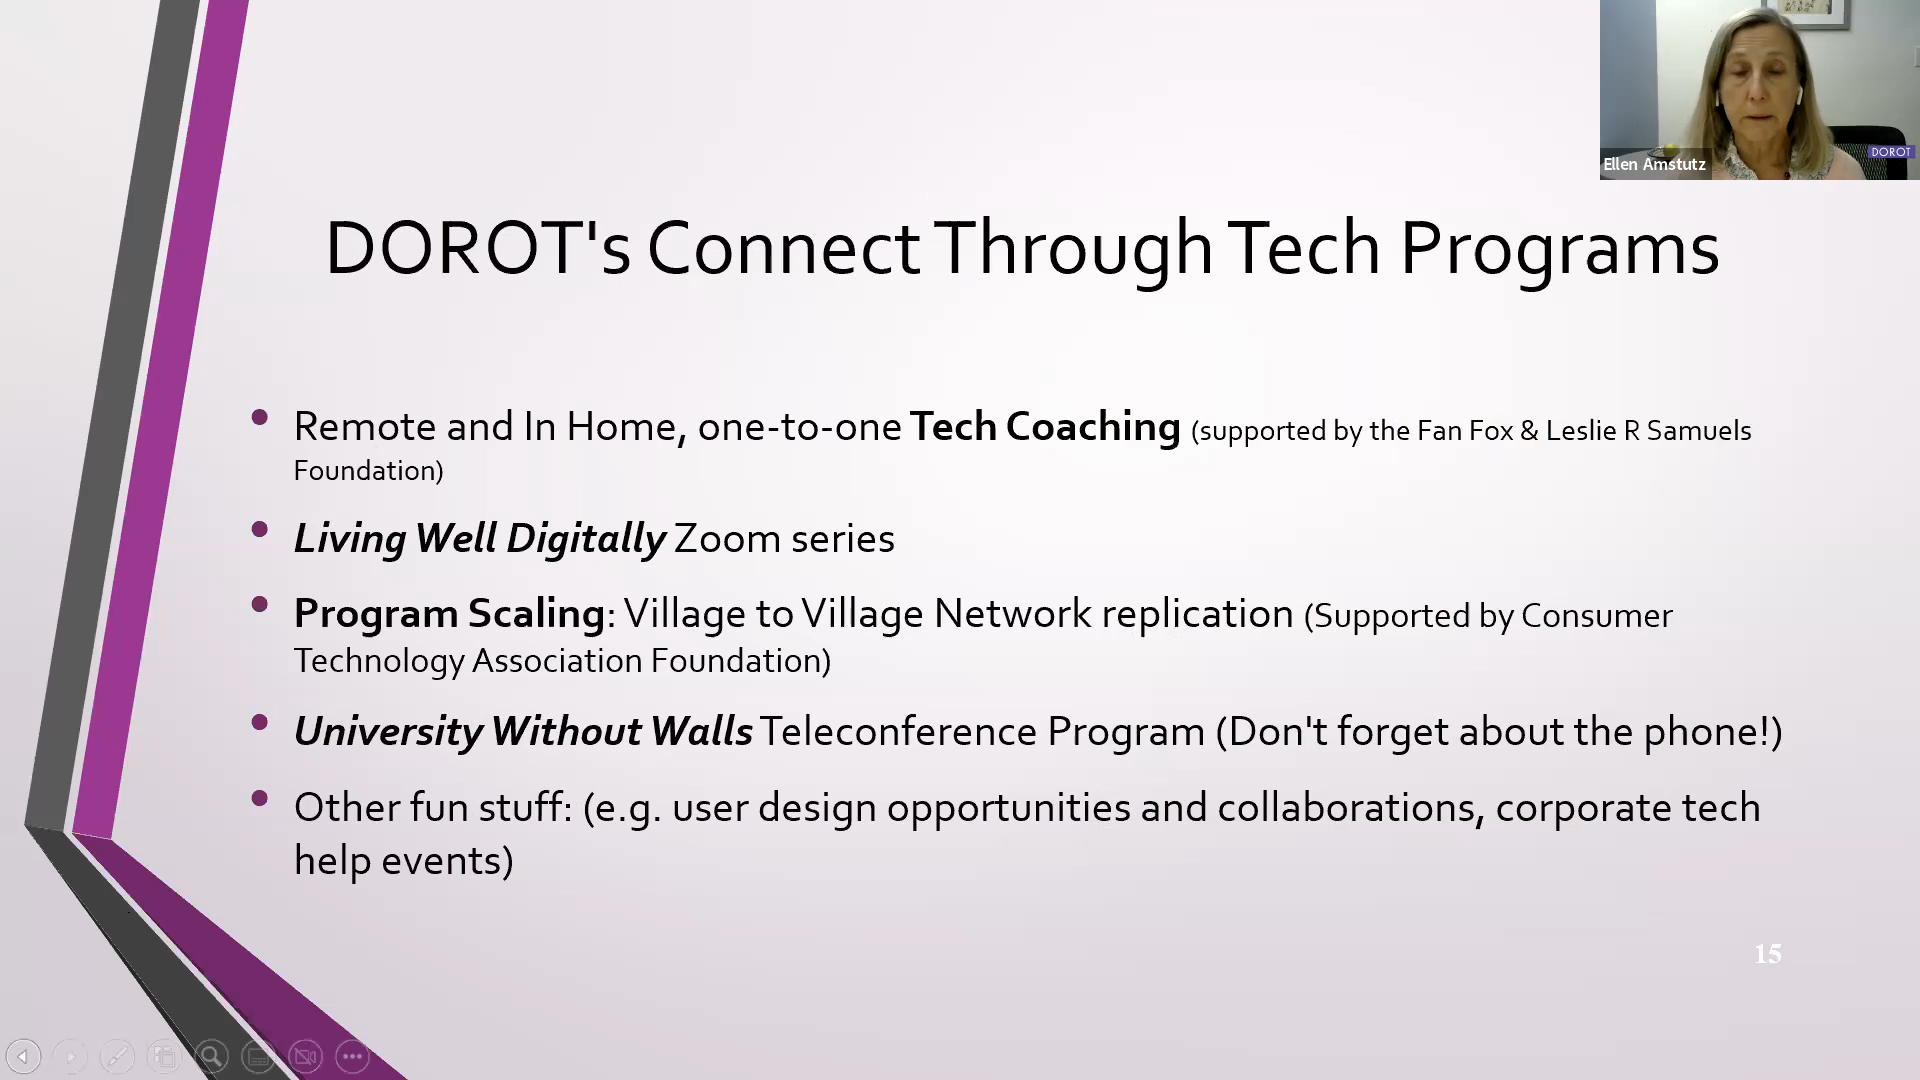 DOROT
Ellen Amstutz
DOROT's Connect Through Tech Programs
• Remote and In Home, one-to-one Tech Coaching (supported by the Fan Fox & Leslie R Samuels
Foundation)
• Living Well Digitally Zoom series
• Program Scaling: Village to Village Network replication (Supported by Consumer
Technology Association Foundation)
• University Without Walls Teleconference Program (Don't forget about the phone!)
• Other fun stuff: (e.g. user design opportunities and collaborations, corporate tech
help events)
15